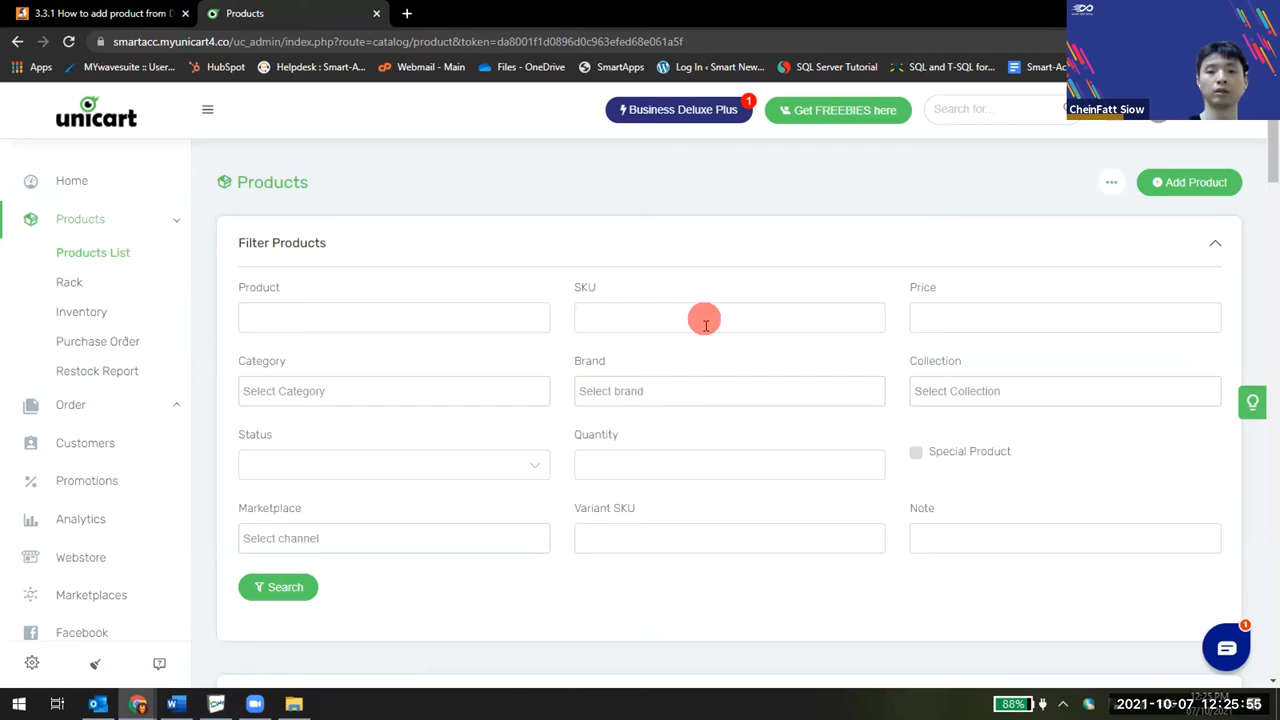 3.3.1 How to add product from D
Products
smartacc.myunicart4.co/uc_admin/index.php?route=catalog/product&token=da8001f1d0896d0c963efed68e061a5f
Apps
MYwavesuite :: User...
HubSpot
Helpdesk : Smart-A...
Webmail - Main
Files - OneDrive
SmartApps
Log In ‹ Smart New...
SQL Server Tutorial
SQL and T-SQL for...
Smart-Ac
CheinFatt Siow
unicart
Business Deluxe Plus
1
Get FREEBIES here
Search for...
Home
Products
Products List
Rack
Inventory
Purchase Order
Restock Report
Order
Customers
Promotions
Analytics
Webstore
Marketplaces
Facebook
Products
Add Product
Filter Products
Product
SKU
Price
Category
Brand
Collection
Select Category
Select brand
Select Collection
Status
Quantity
Special Product
Marketplace
Variant SKU
Note
Select channel
Search
1
88%
12:25 PM
2021-10-07 12:25:55